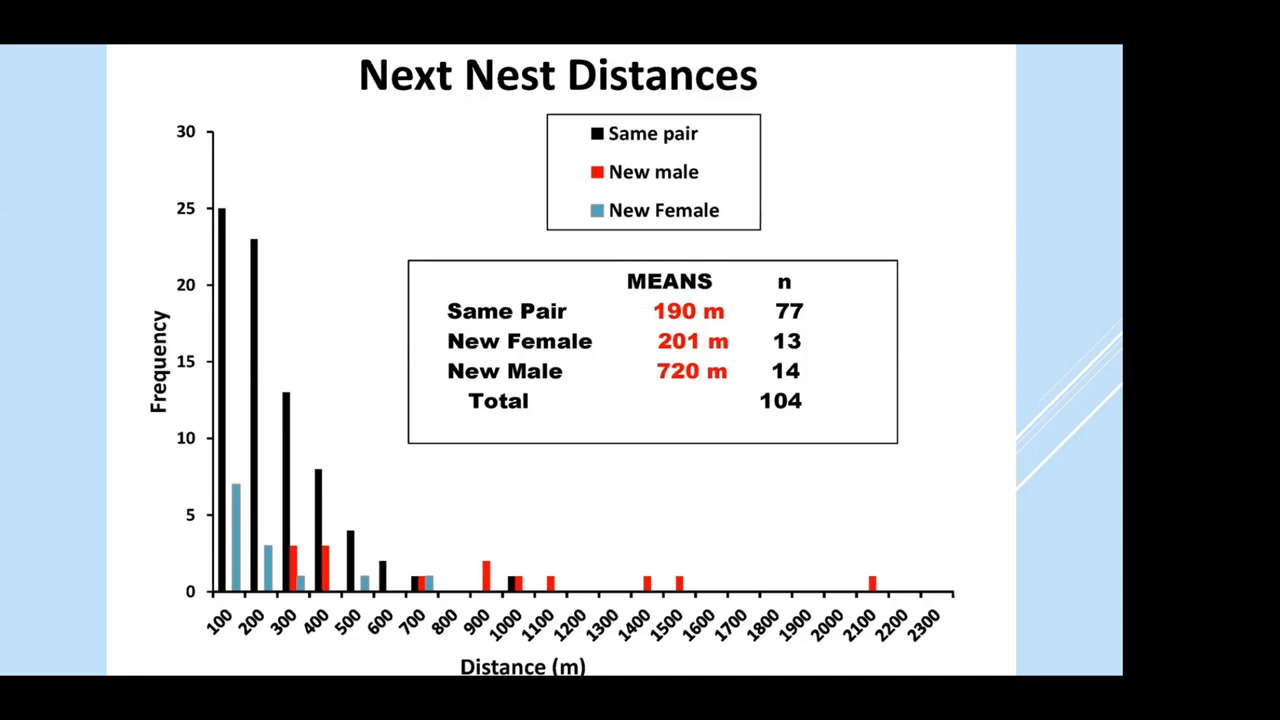 Next Nest Distances
Same pair
New male
New Female
MEANS n
Same Pair 190 m 77
New Female 201 m 13
New Male 720 m 14
Total 104
Frequency
30
25
20
15
10
5
0
100 200 300 400 500 600 700 800 900 1000 1100 1200 1300 1400 1500 1600 1700 1800 1900 2000 2100 2200 2300
Distance (m)